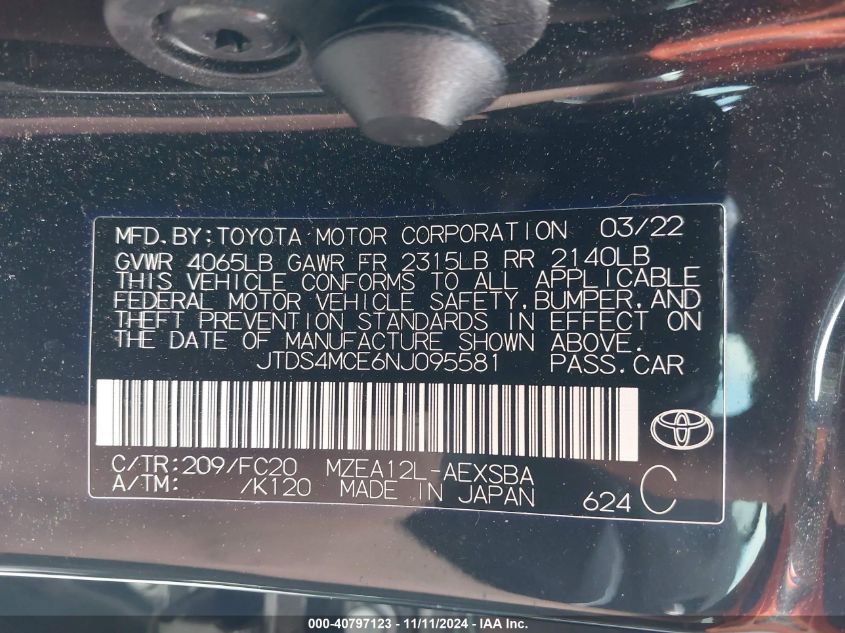 MFD.BY:TOYOTA MOTOR CORPORATION 03/22
GVWR 4065LB GAWR FR 2315LB RR 2140LB
THIS VEHICLE CONFORMS TO ALL APPLICABLE
FEDERAL MOTOR VEHICLE SAFETY, BUMPER, AND
THEFT PREVENTION STANDARDS IN EFFECT ON
THE DATE OF MANUFACTURE SHOWN ABOVE.
JTDS4MCE6NJ095581 PASS.CAR
C/TR:209/FC20 MZEA12L-AEXSBA
A/TM: /K120 MADE IN JAPAN 624 C
000-40797123 - 11/11/2024 - IAA Inc.